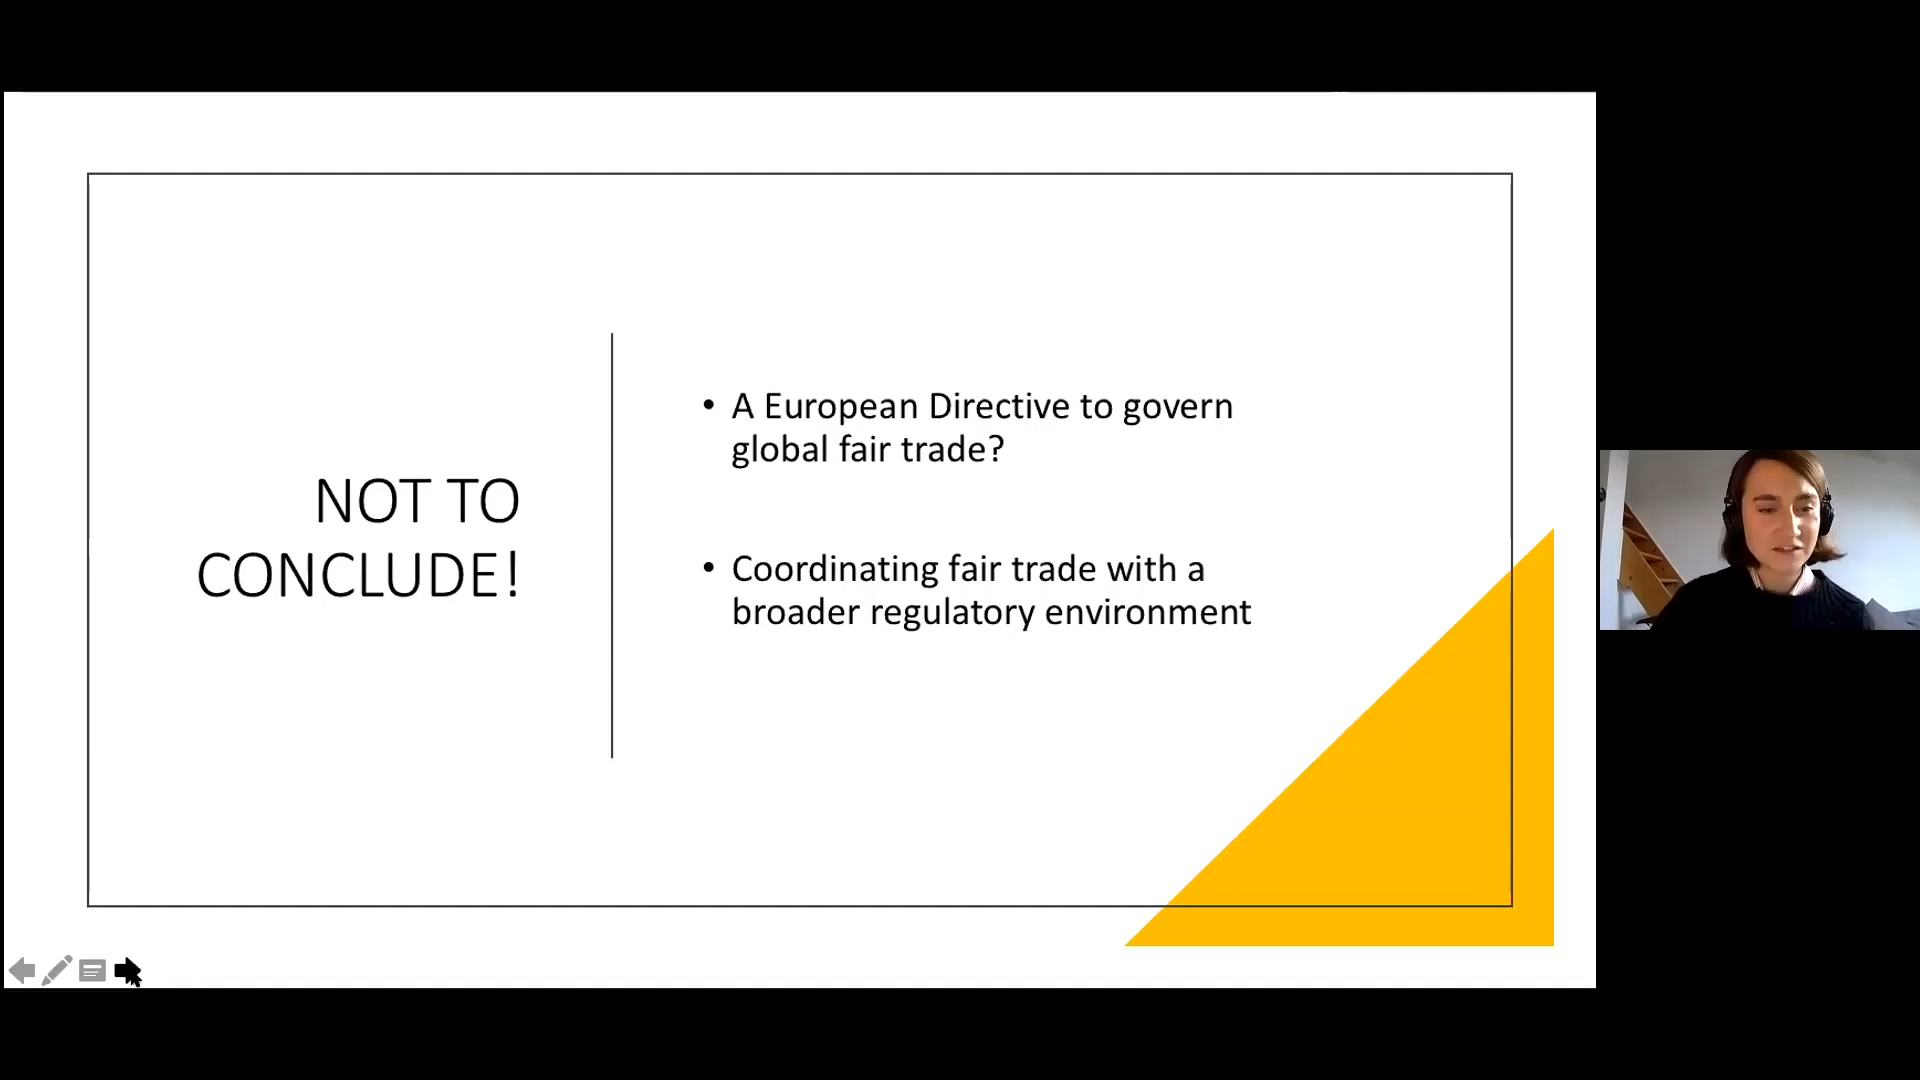 NOT TO
CONCLUDE!
• A European Directive to govern
global fair trade?
• Coordinating fair trade with a
broader regulatory environment